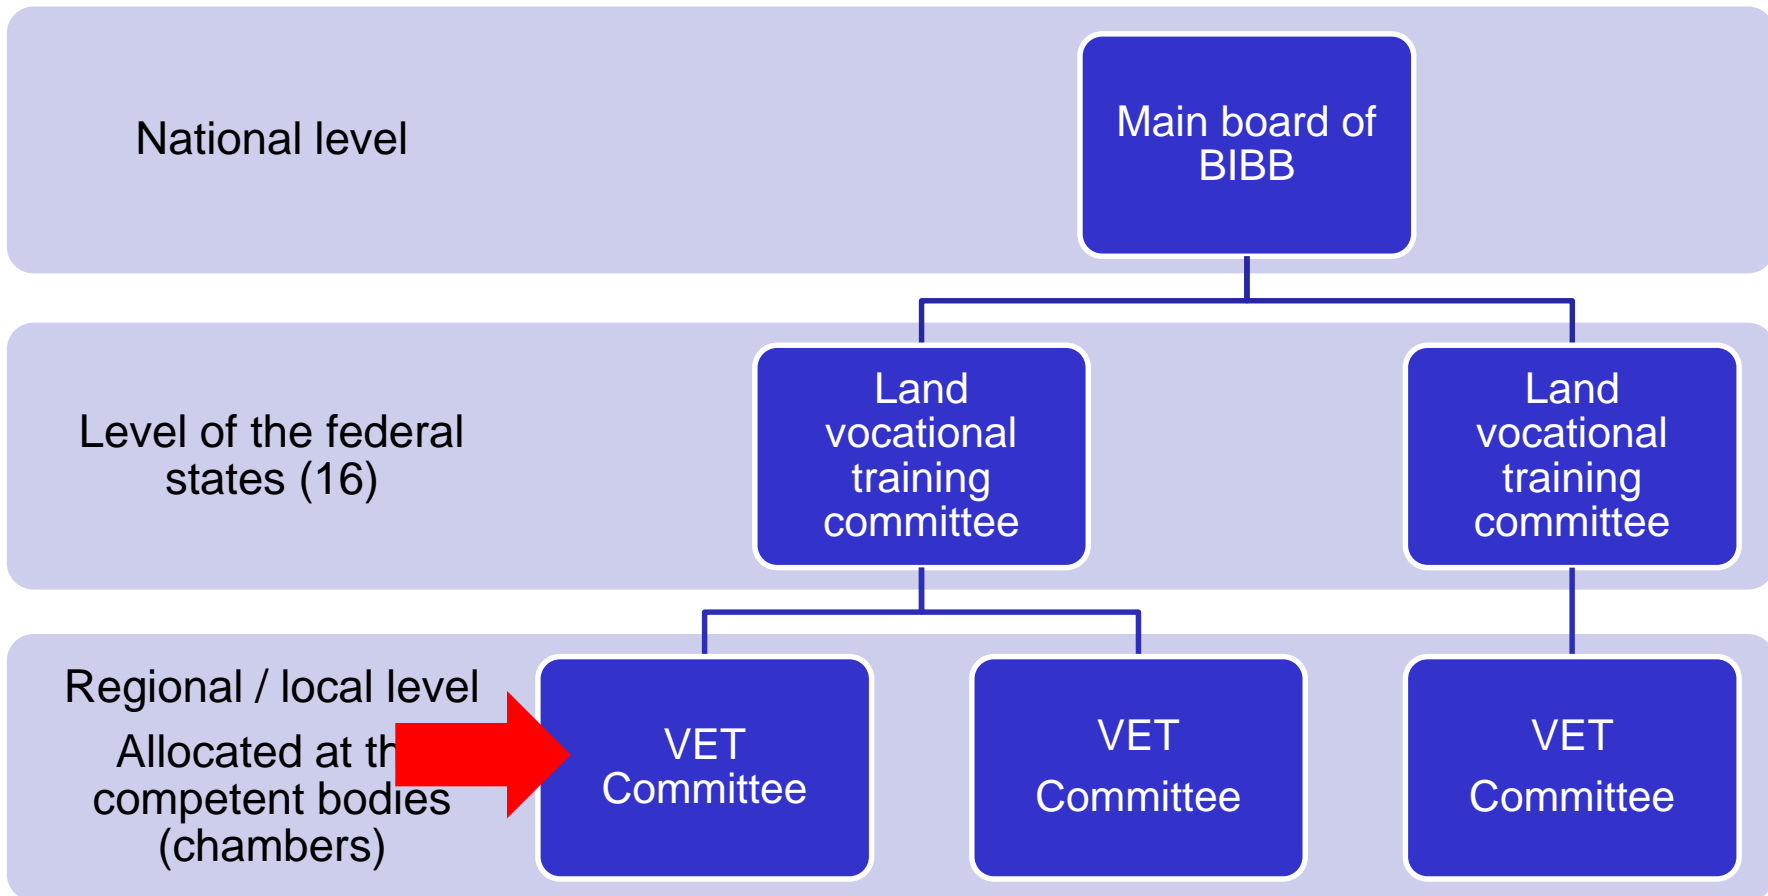 National level
Main board of
BIBB
Level of the federal
states (16)
Land
vocational
training
committee
Land
vocational
training
committee
Regional / local level
Allocated at th
competent bodies
(chambers)
VET
Committee
VET
Committee
VET
Committee